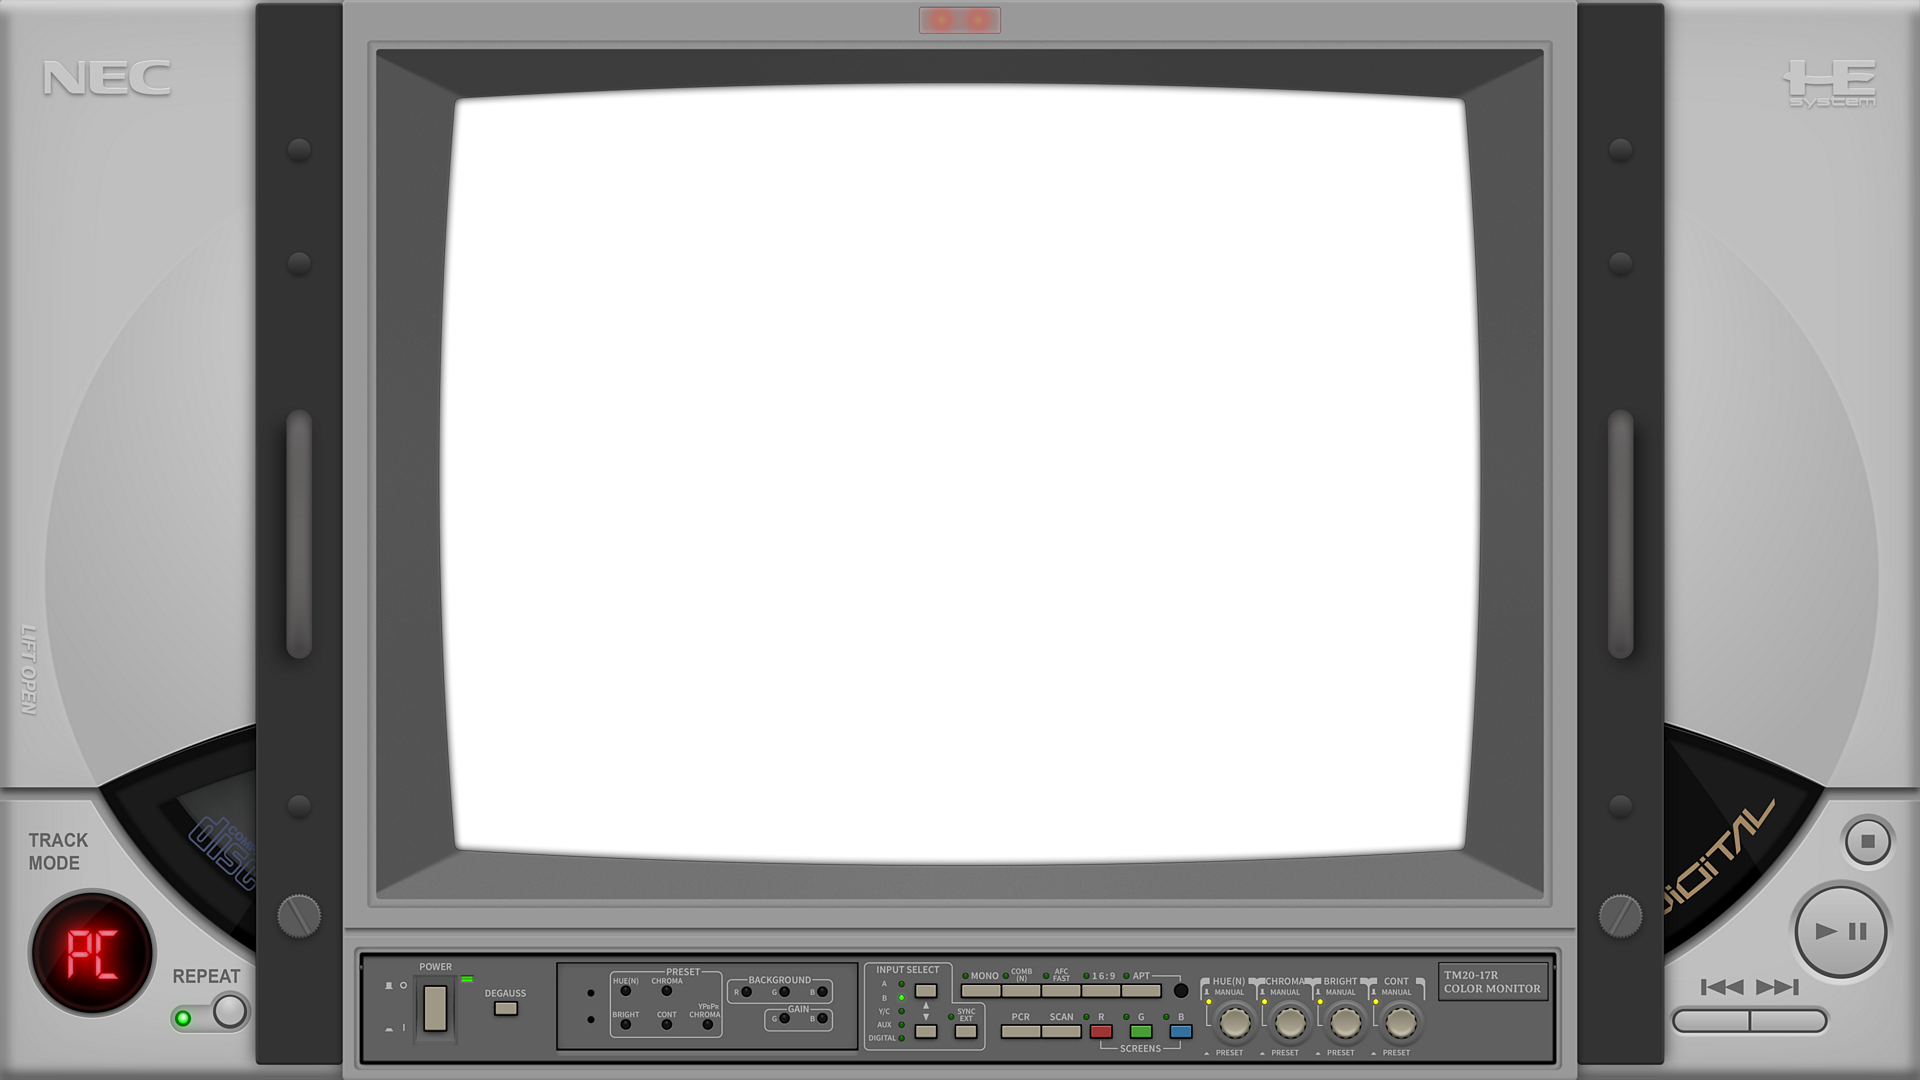 NEC
HE
system
LIFT OPEN
TRACK
MODE
PC
REPEAT
COMP
disc
DIGITAL
POWER
DEGAUSS
PRESET
HUE(N) CHROMA
BRIGHT CONT YPBPR
CHROMA
BACKGROUND
R G B
GAIN
G B
INPUT SELECT
A
B
Y/C
AUX
DIGITAL
SYNC
EXT
MONO COMB
(N) AFC
FAST 16:9 APT
PCR SCAN R G B
SCREENS
HUE(N) CHROMA BRIGHT CONT
MANUAL MANUAL MANUAL MANUAL
PRESET PRESET PRESET PRESET
TM20-17R
COLOR MONITOR